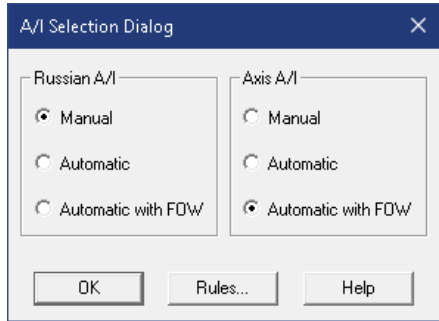 A/I Selection Dialog
Russian A/I
Manual
Automatic
Automatic with FOW
Axis A/I
Manual
Automatic
Automatic with FOW
OK
Rules...
Help